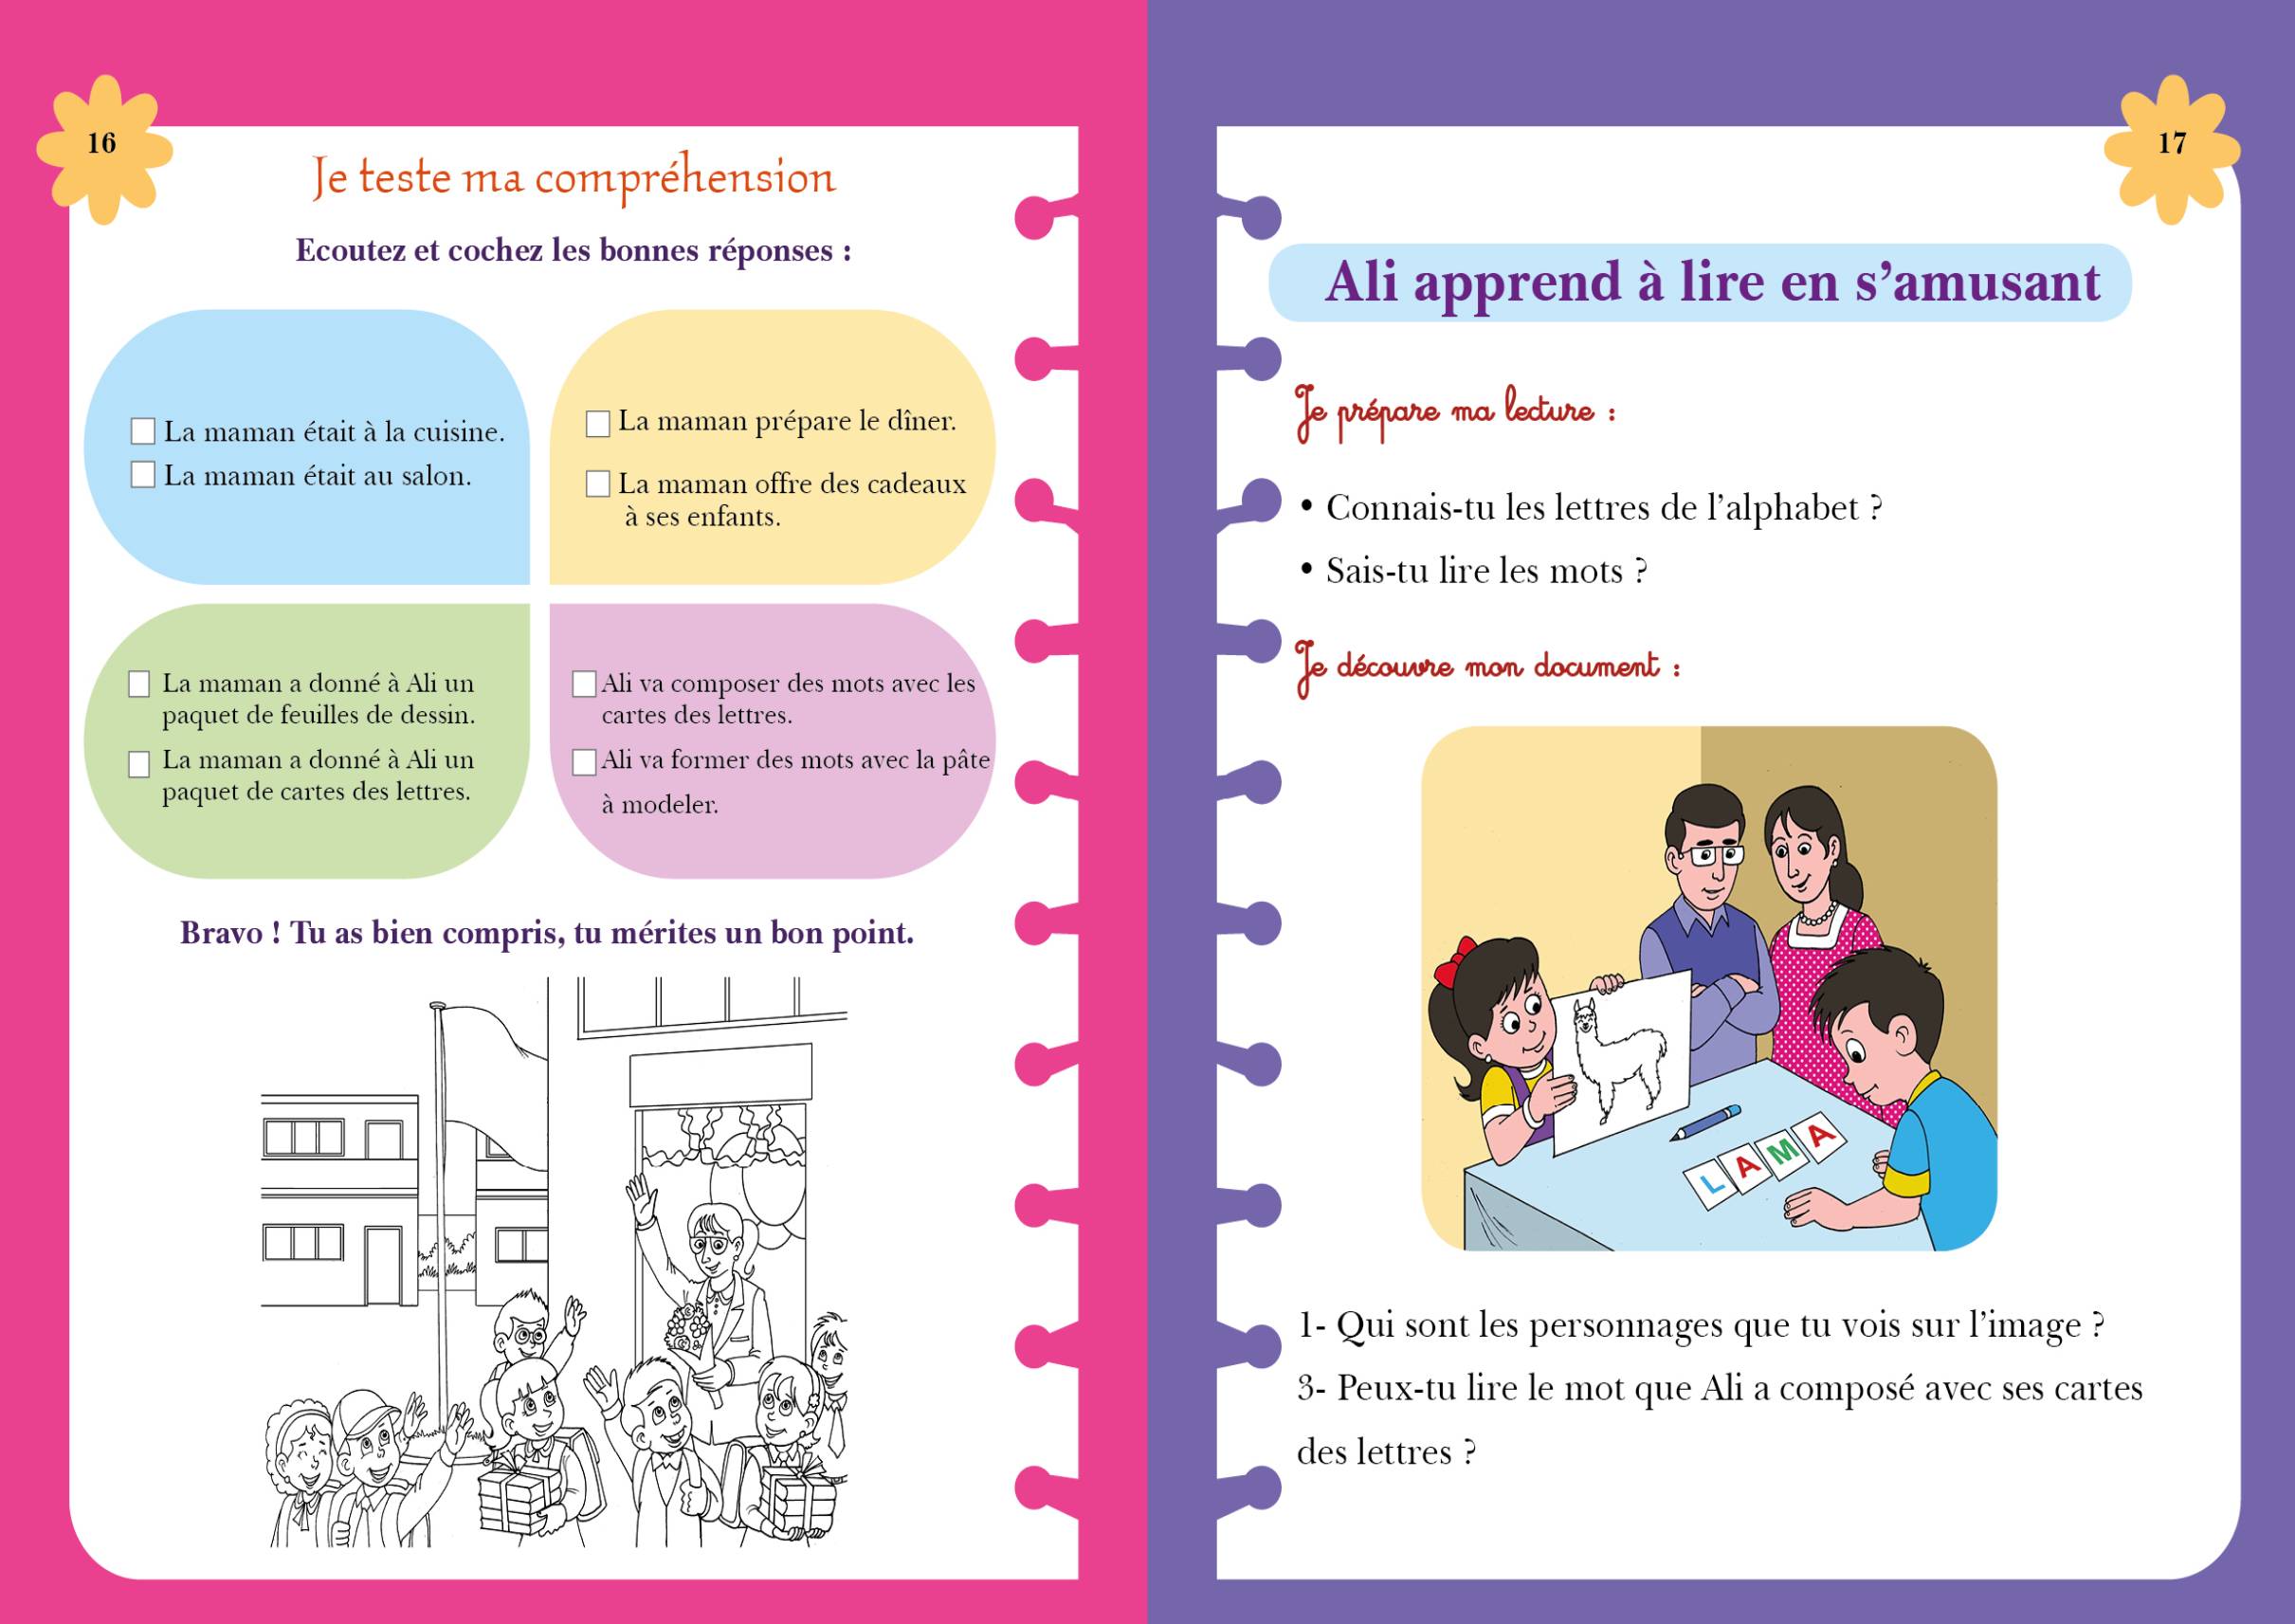 16
Je teste ma compréhension
Ecoutez et cochez les bonnes réponses :
La maman était à la cuisine.
La maman était au salon.
La maman prépare le dîner.
La maman offre des cadeaux
à ses enfants.
La maman a donné à Ali un
paquet de feuilles de dessin.
La maman a donné à Ali un
paquet de cartes des lettres.
Ali va composer des mots avec les
cartes des lettres.
Ali va former des mots avec la pâte
à modeler.
Bravo ! Tu as bien compris, tu mérites un bon point.
17
Ali apprend à lire en s’amusant
Je prépare ma lecture :
• Connais-tu les lettres de l’alphabet ?
• Sais-tu lire les mots ?
Je découvre mon document :
LAMA
1- Qui sont les personnages que tu vois sur l’image ?
3- Peux-tu lire le mot que Ali a composé avec ses cartes
des lettres ?